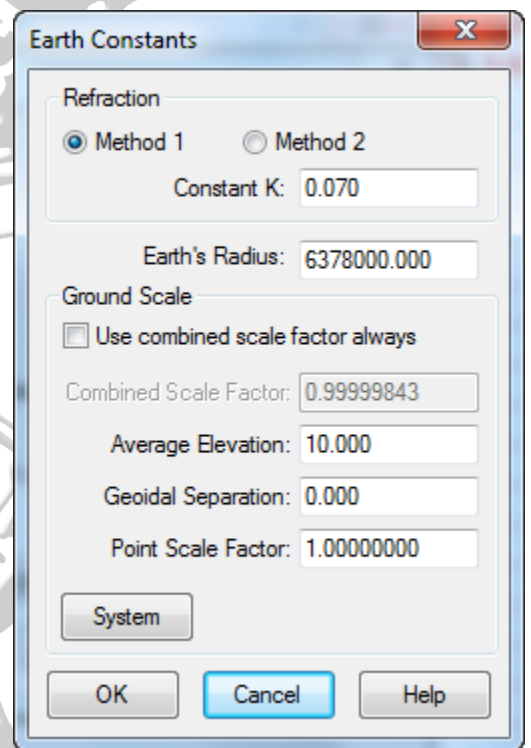 Earth Constants
Refraction
Method 1 Method 2
Constant K: 0.070
Earth's Radius: 6378000.000
Ground Scale
Use combined scale factor always
Combined Scale Factor: 0.99999843
Average Elevation: 10.000
Geoidal Separation: 0.000
Point Scale Factor: 1.00000000
System
OK Cancel Help